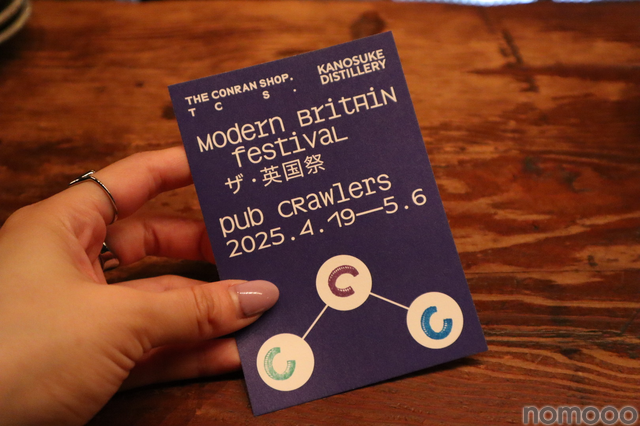 THE CONRAN SHOP.
T C S .
KANOSUKE
DISTILLERY
Modern Britain
festival
ザ・英国祭
pub crawlers
2025.4.19—5.6
C
C
C
nomooo